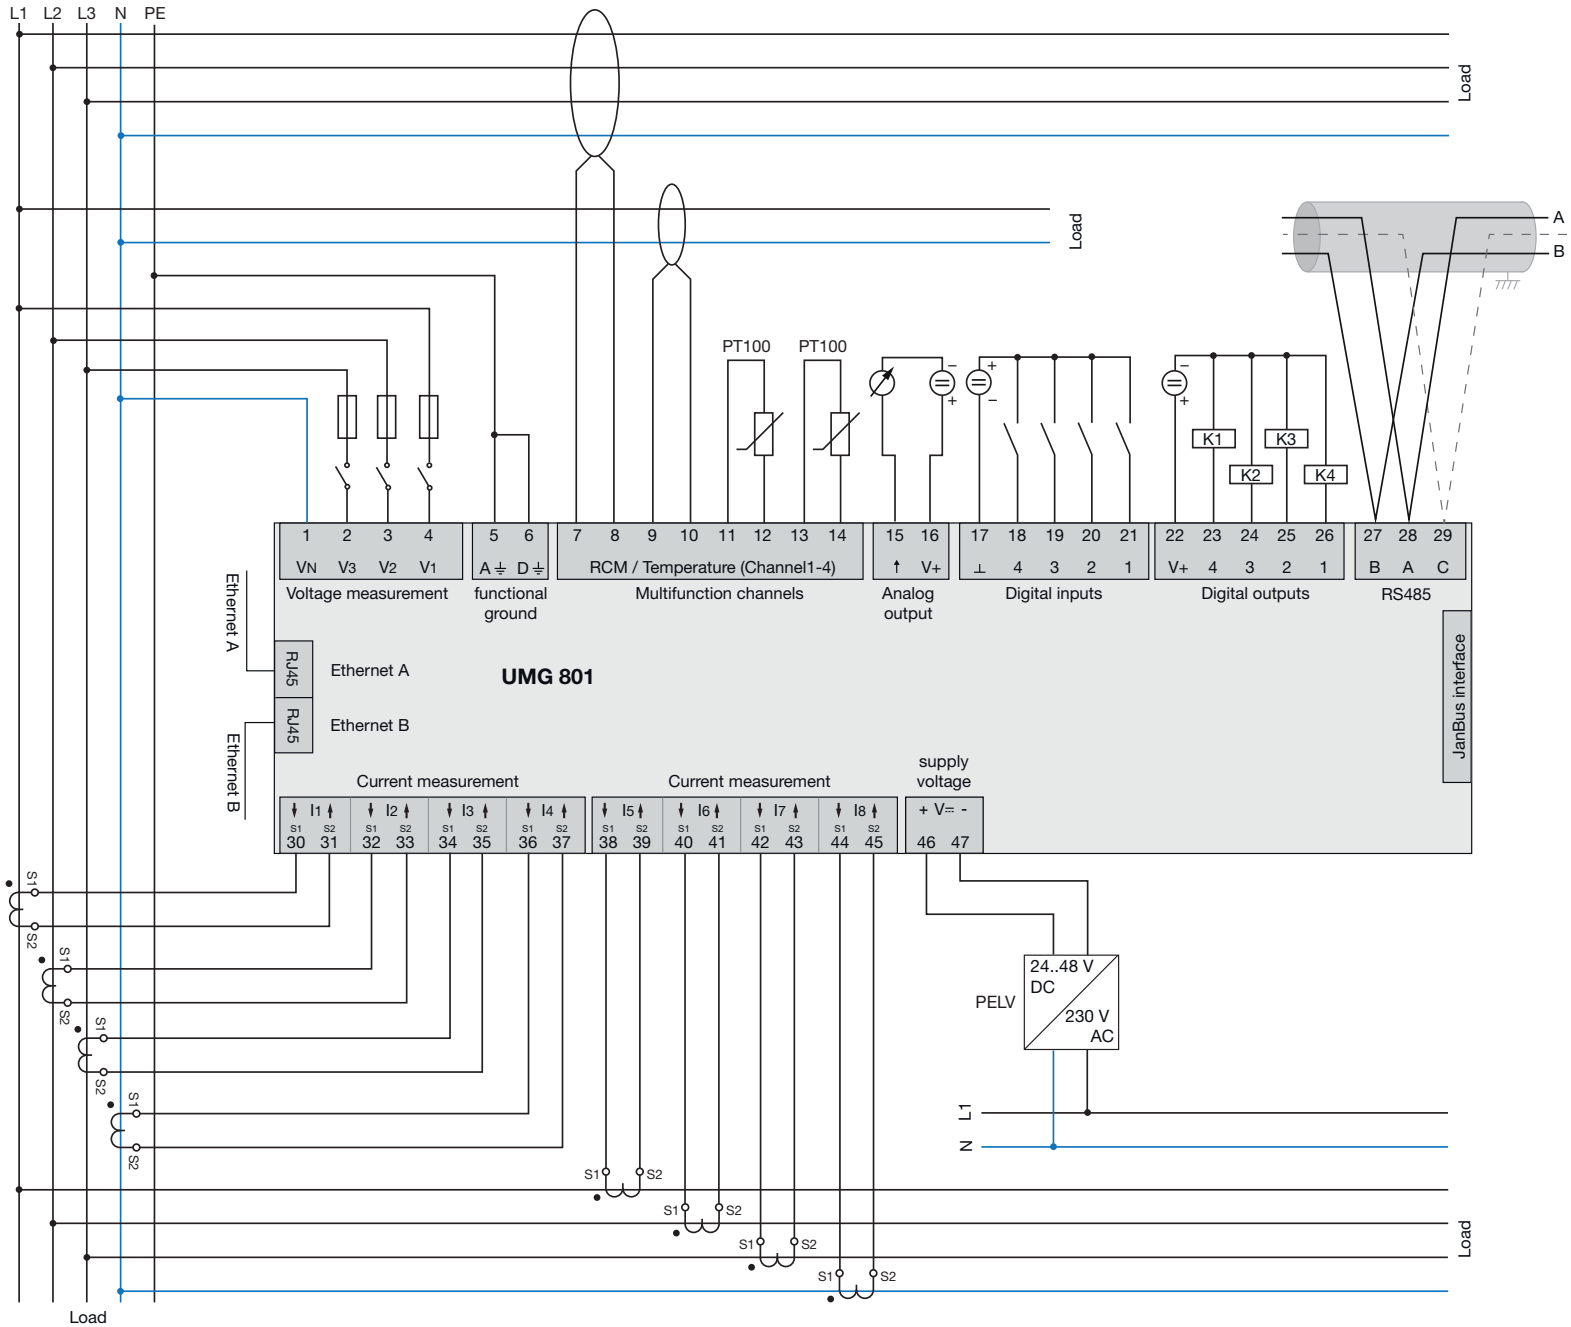 L1 L2 L3 N PE
Load
Load
A
B
PT100 PT100
− + −
+ − +
K1 K3
K2 K4
1 2 3 4 5 6 7 8 9 10 11 12 13 14 15 16 17 18 19 20 21 22 23 24 25 26 27 28 29
VN V3 V2 V1 A ⏚ D ⏚ RCM / Temperature (Channel1-4) ↑ V+ ⊥ 4 3 2 1 V+ 4 3 2 1 B A C
Voltage measurement functional ground Multifunction channels Analog output Digital inputs Digital outputs RS485
Ethernet A
RJ45
Ethernet A
UMG 801
RJ45
Ethernet B
Ethernet B
JanBus interface
Current measurement Current measurement supply voltage
↓ I1 ↑ ↓ I2 ↑ ↓ I3 ↑ ↓ I4 ↑ ↓ I5 ↑ ↓ I6 ↑ ↓ I7 ↑ ↓ I8 ↑ + V⎓ -
S1 S2 S1 S2 S1 S2 S1 S2 S1 S2 S1 S2 S1 S2 S1 S2
30 31 32 33 34 35 36 37 38 39 40 41 42 43 44 45 46 47
S1
S2
S1
S2
S1
S2
S1
S2
PELV
24..48 V
DC
230 V
AC
L1
N
S1 S2
S1 S2
S1 S2
S1 S2
Load
Load